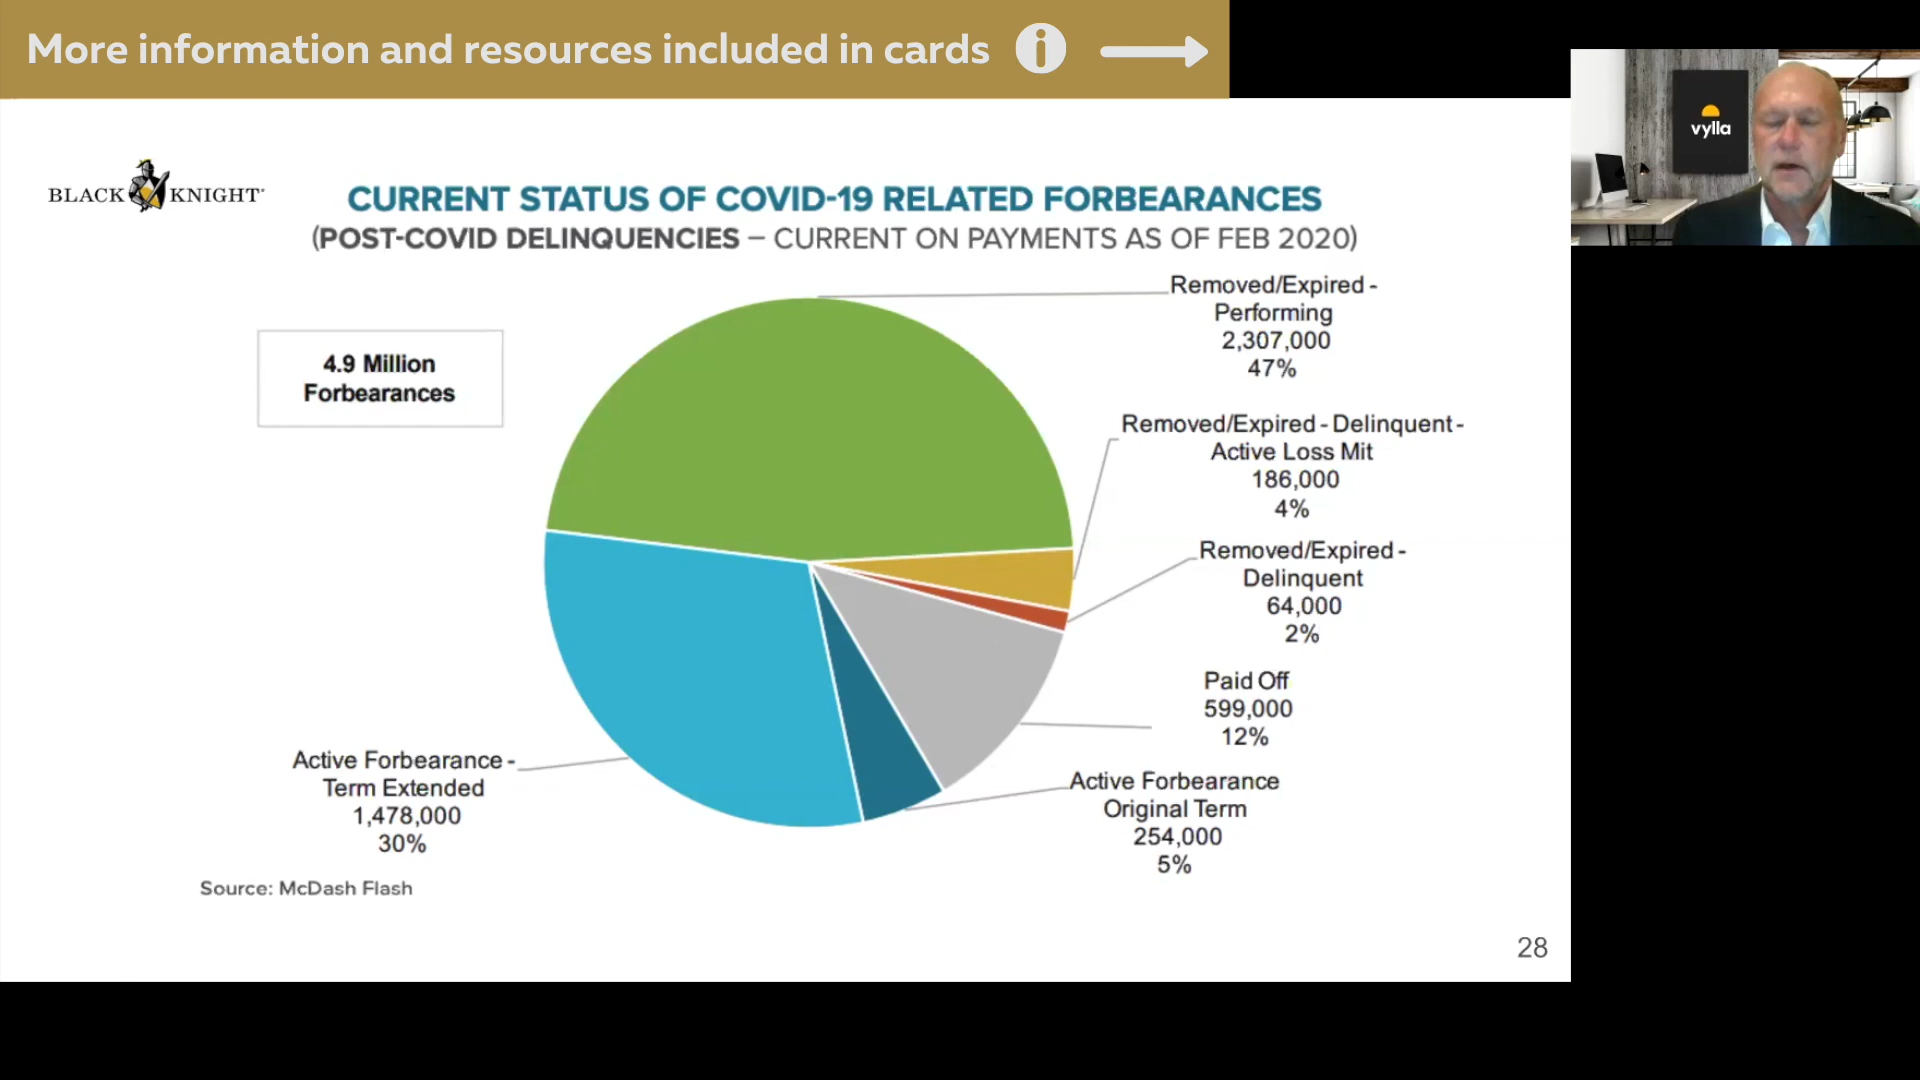 More information and resources included in cards
vylla
BLACK KNIGHT
CURRENT STATUS OF COVID-19 RELATED FORBEARANCES
(POST-COVID DELINQUENCIES – CURRENT ON PAYMENTS AS OF FEB 2020)
4.9 Million
Forbearances
Removed/Expired -
Performing
2,307,000
47%
Removed/Expired - Delinquent -
Active Loss Mit
186,000
4%
Removed/Expired -
Delinquent
64,000
2%
Paid Off
599,000
12%
Active Forbearance
Original Term
254,000
5%
Active Forbearance -
Term Extended
1,478,000
30%
Source: McDash Flash
28